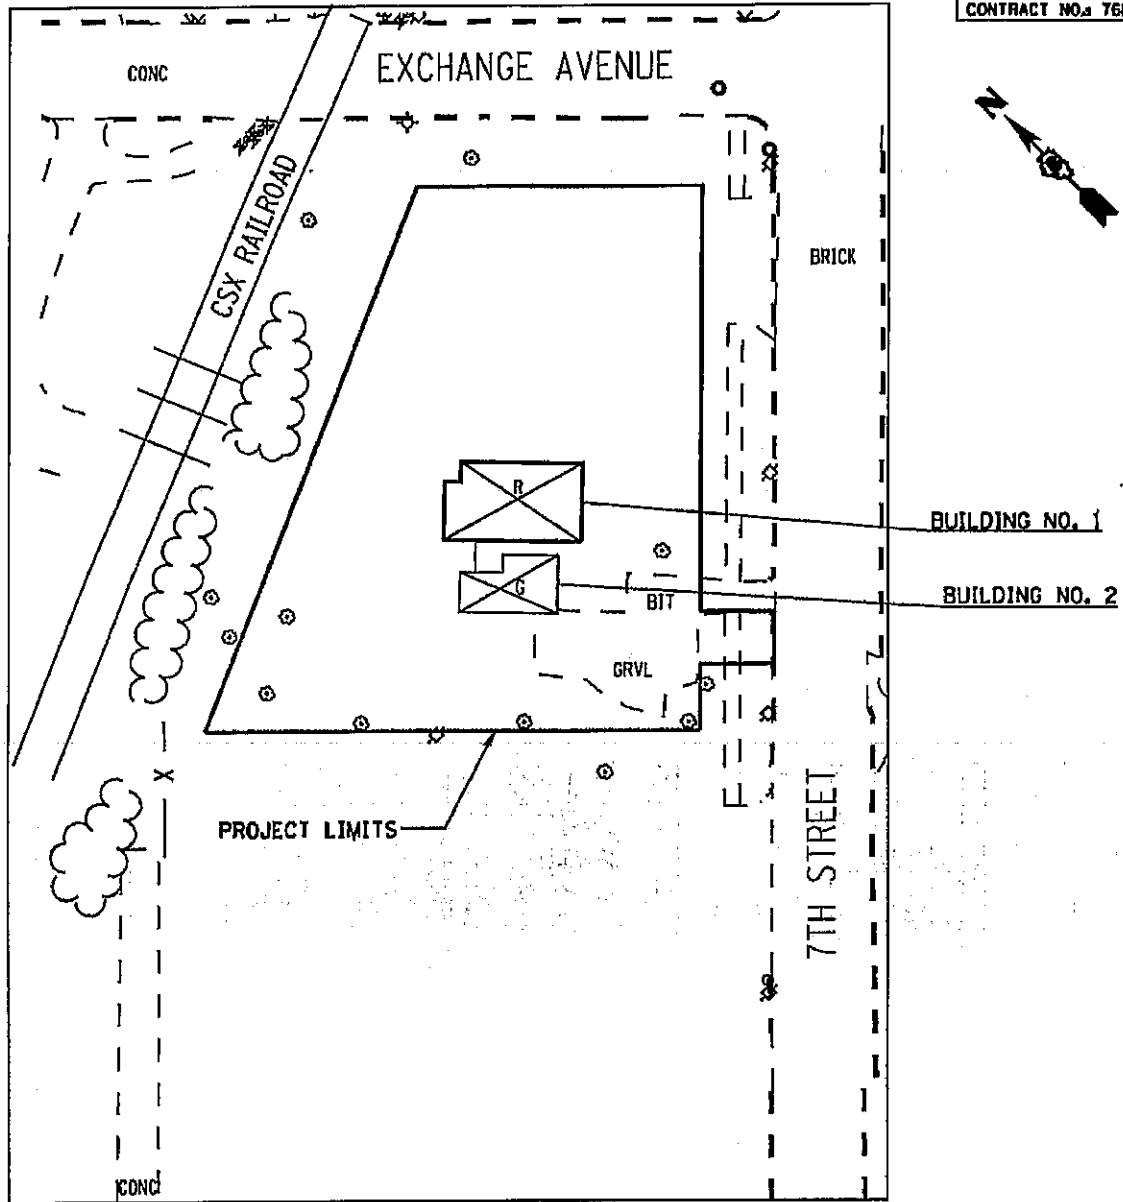 CONTRACT NO. 76
CONC
EXCHANGE AVENUE
N
CSX RAILROAD
BRICK
R
BUILDING NO. 1
G
BUILDING NO. 2
BIT
GRVL
X
PROJECT LIMITS
7TH STREET
CONC